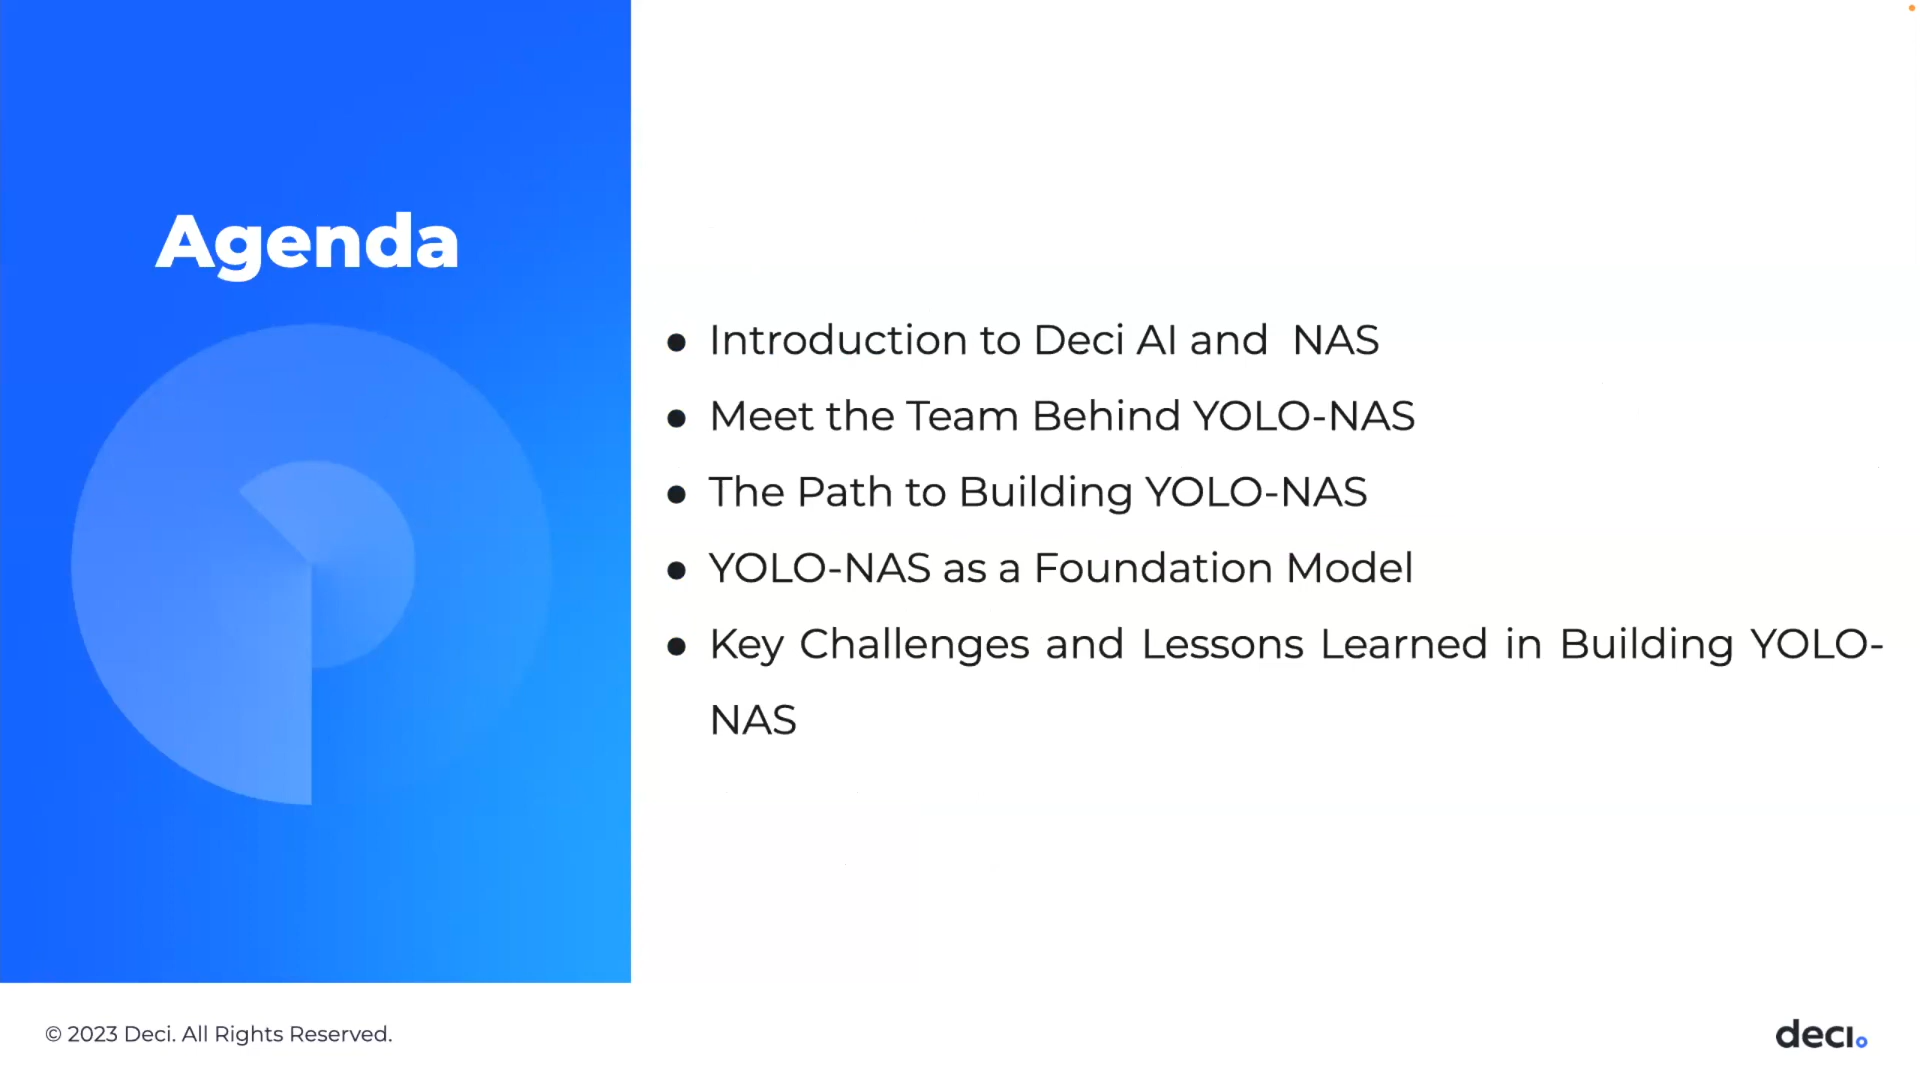 Agenda
● Introduction to Deci AI and  NAS
● Meet the Team Behind YOLO-NAS
● The Path to Building YOLO-NAS
● YOLO-NAS as a Foundation Model
● Key Challenges and Lessons Learned in Building YOLO-
NAS
© 2023 Deci. All Rights Reserved.
deci.